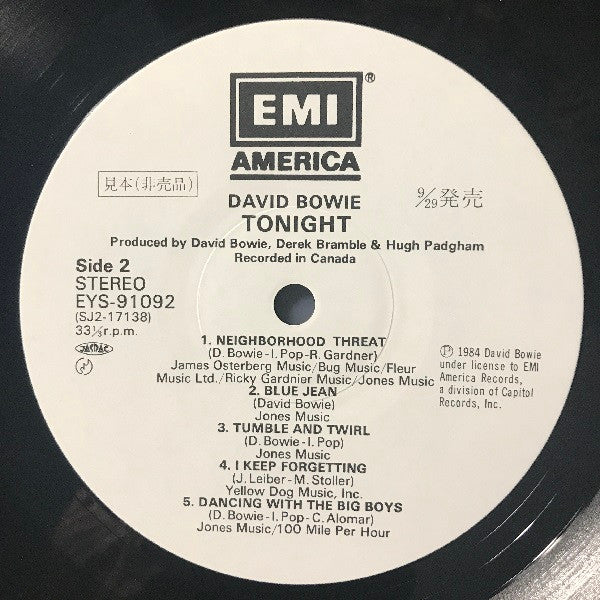 EMI®
AMERICA
見本(非売品)
9/29発売
DAVID BOWIE
TONIGHT
Produced by David Bowie, Derek Bramble & Hugh Padgham
Recorded in Canada
Side 2
STEREO
EYS-91092
(SJ2-17138)
33⅓r.p.m.
JASRAC
1. NEIGHBORHOOD THREAT
(D. Bowie-I. Pop-R. Gardner)
James Osterberg Music/Bug Music/Fleur
Music Ltd./Ricky Gardnier Music/Jones Music
2. BLUE JEAN
(David Bowie)
Jones Music
3. TUMBLE AND TWIRL
(D. Bowie-I. Pop)
Jones Music
4. I KEEP FORGETTING
(J. Leiber-M. Stoller)
Yellow Dog Music, Inc.
5. DANCING WITH THE BIG BOYS
(D. Bowie-I. Pop-C. Alomar)
Jones Music/100 Mile Per Hour
℗ 1984 David Bowie
under license to EMI
America Records,
a division of Capitol
Records, Inc.